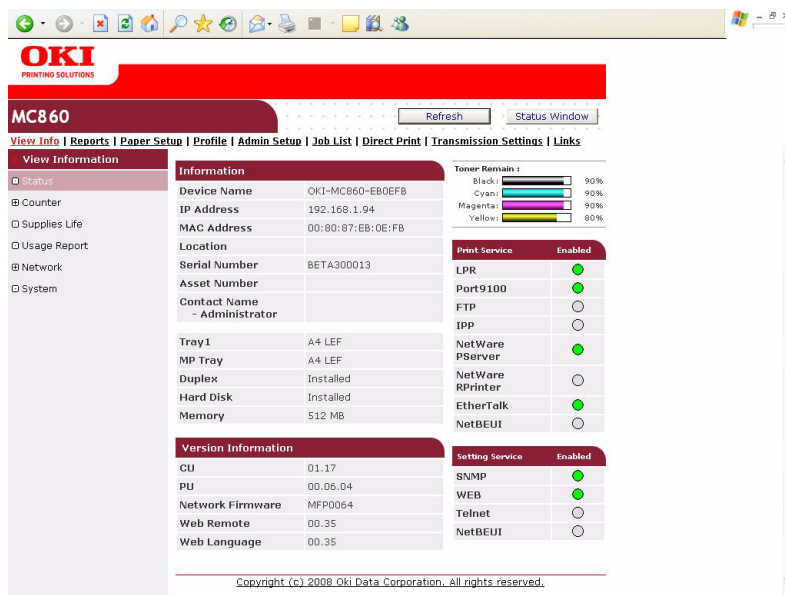 OKI
PRINTING SOLUTIONS
MC860
Refresh
Status Window
View Info | Reports | Paper Setup | Profile | Admin Setup | Job List | Direct Print | Transmission Settings | Links
View Information
Status
Counter
Supplies Life
Usage Report
Network
System
Information
Device Name OKI-MC860-EB0EFB
IP Address 192.168.1.94
MAC Address 00:80:87:EB:0E:FB
Location
Serial Number BETA300013
Asset Number
Contact Name
- Administrator
Tray1 A4 LEF
MP Tray A4 LEF
Duplex Installed
Hard Disk Installed
Memory 512 MB
Version Information
CU 01.17
PU 00.06.04
Network Firmware MFP0064
Web Remote 00.35
Web Language 00.35
Toner Remain :
Black: 90%
Cyan: 90%
Magenta: 90%
Yellow: 80%
Print Service Enabled
LPR
Port9100
FTP
IPP
NetWare
PServer
NetWare
RPrinter
EtherTalk
NetBEUI
Setting Service Enabled
SNMP
WEB
Telnet
NetBEUI
Copyright (c) 2008 Oki Data Corporation. All rights reserved.